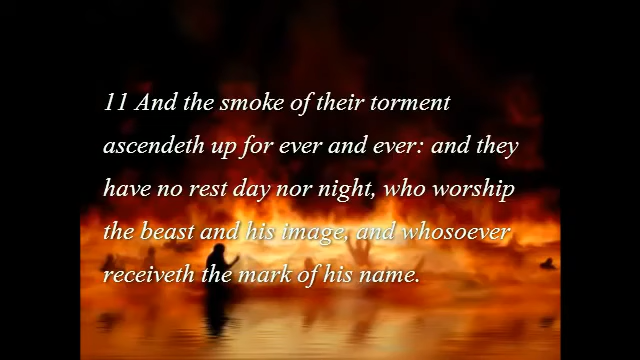 11 And the smoke of their torment
ascendeth up for ever and ever: and they
have no rest day nor night, who worship
the beast and his image, and whosoever
receiveth the mark of his name.